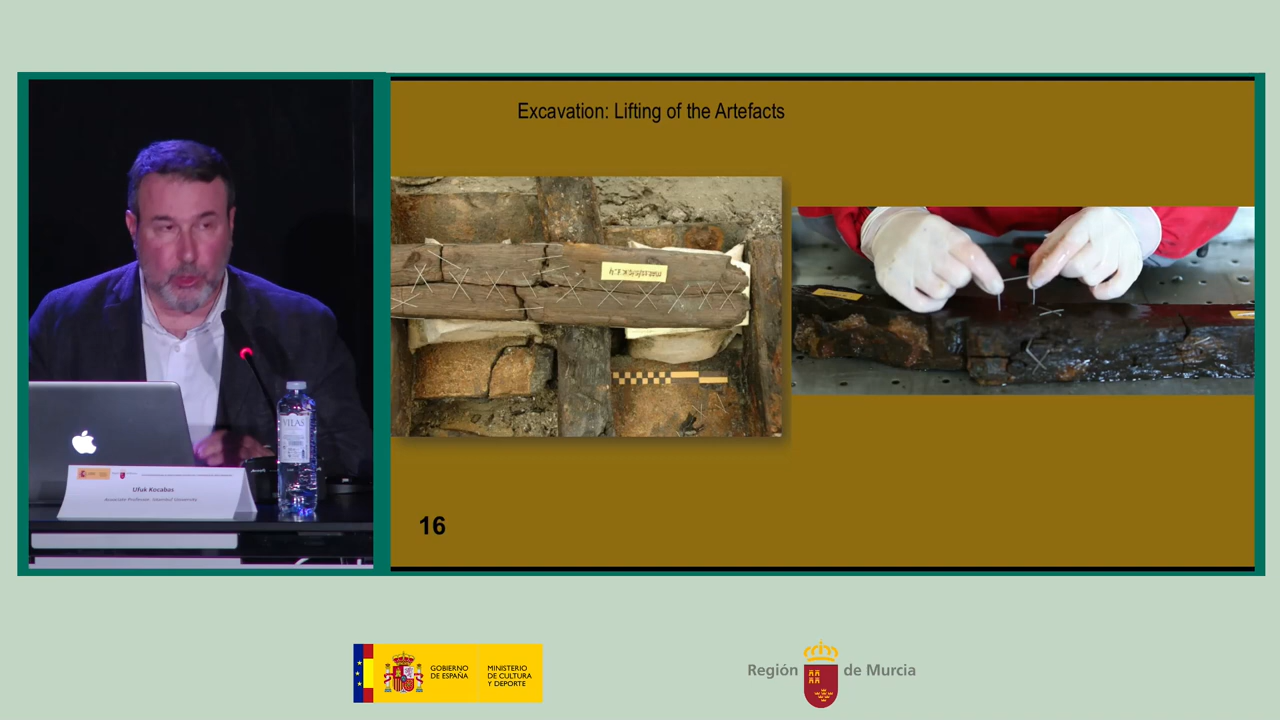 Excavation: Lifting of the Artefacts
VILAS
Ufuk Kocabas
16
GOBIERNO
DE ESPAÑA
MINISTERIO
DE CULTURA
Y DEPORTE
Región de Murcia